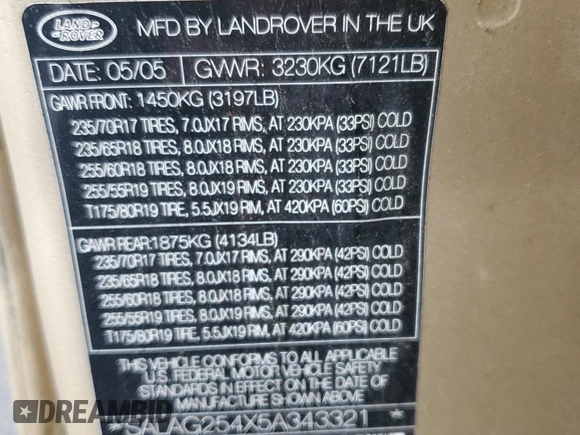 LAND
ROVER
MFD BY LANDROVER IN THE UK
DATE: 05/05 GVWR: 3230KG (7121LB)
GAWR FRONT: 1450KG (3197LB)
235/70R17 TIRES, 7.0JX17 RIMS, AT 230KPA (33PSI) COLD
235/65R18 TIRES, 8.0JX18 RIMS, AT 230KPA (33PSI) COLD
255/60R18 TIRES, 8.0JX18 RIMS, AT 230KPA (33PSI) COLD
255/55R19 TIRES, 8.0JX19 RIMS, AT 230KPA (33PSI) COLD
T175/80R19 TIRE, 5.5JX19 RIM, AT 420KPA (60PSI) COLD
GAWR REAR:1875KG (4134LB)
235/70R17 TIRES, 7.0JX17 RIMS, AT 290KPA (42PSI) COLD
235/65R18 TIRES, 8.0JX18 RIMS, AT 290KPA (42PSI) COLD
255/60R18 TIRES, 8.0JX18 RIMS, AT 290KPA (42PSI) COLD
255/55R19 TIRES, 8.0JX19 RIMS, AT 290KPA (42PSI) COLD
T175/80R19 TIRE, 5.5JX19 RIM, AT 420KPA (60PSI) COLD
THIS VEHICLE CONFORMS TO ALL APPLICABLE
U.S. FEDERAL MOTOR VEHICLE SAFETY
STANDARDS IN EFFECT ON THE DATE OF
MANUFACTURE SHOWN ABOVE.
*SALAG254X5A343321*
DREAMBID